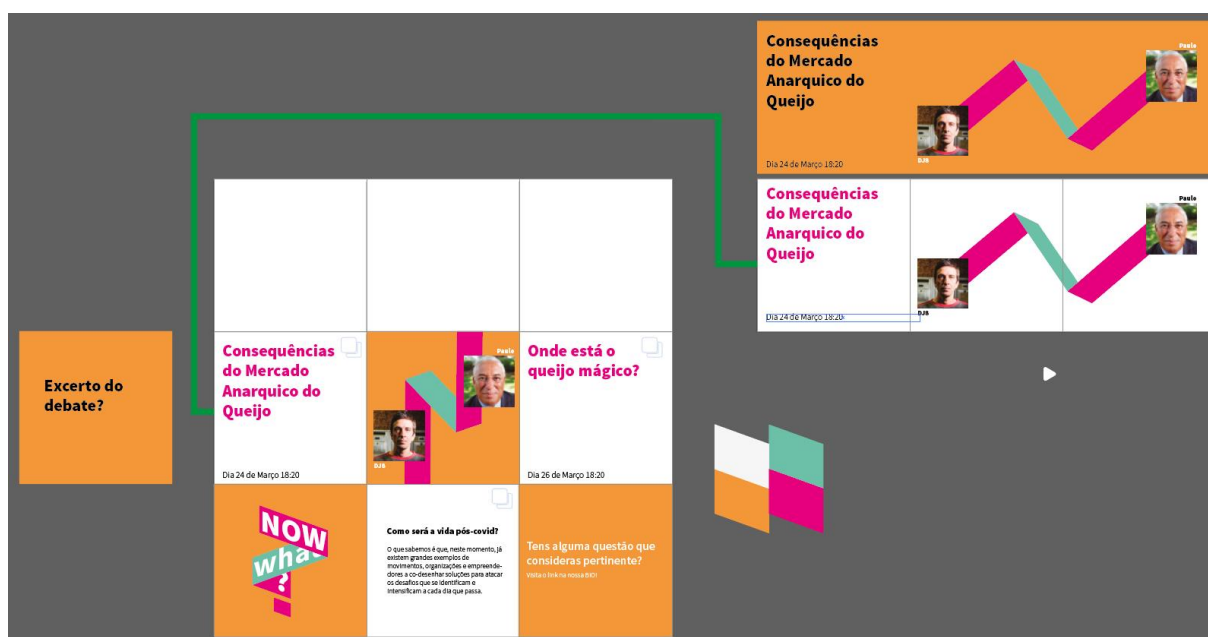 Consequências
do Mercado
Anarquico do
Queijo
Dia 24 de Março 18:20
Paulo
DJB
Consequências
do Mercado
Anarquico do
Queijo
Dia 24 de Março 18:20
Paulo
DJB
Excerto do
debate?
Consequências
do Mercado
Anarquico do
Queijo
Dia 24 de Março 18:20
Paulo
DJB
Onde está o
queijo mágico?
Dia 26 de Março 18:20
NOW
what
?
Como será a vida pós-covid?
O que sabemos é que, neste momento, já
existem grandes exemplos de
movimentos, organizações e empreende-
dores a co-desenhar soluções para atacar
os desafios que se identificam e
intensificam a cada dia que passa.
Tens alguma questão que
consideras pertinente?
Visita o link na nossa BIO!